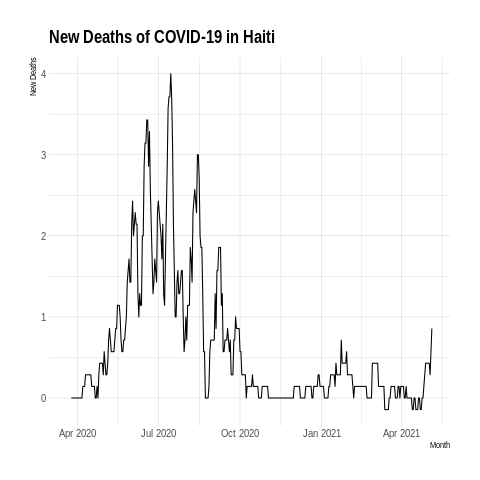 New Deaths of COVID-19 in Haiti
New Deaths
4
3
2
1
0
Apr 2020 Jul 2020 Oct 2020 Jan 2021 Apr 2021
Month